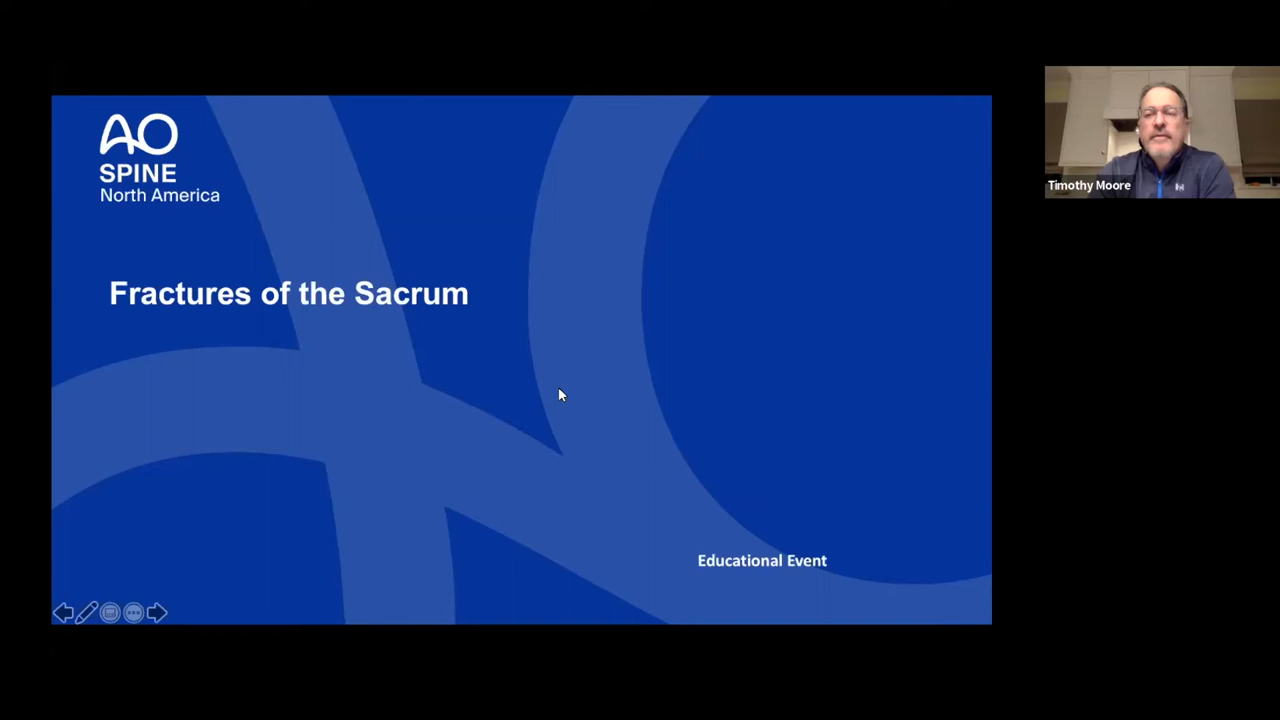 AO
SPINE
North America
Fractures of the Sacrum
Educational Event
Timothy Moore